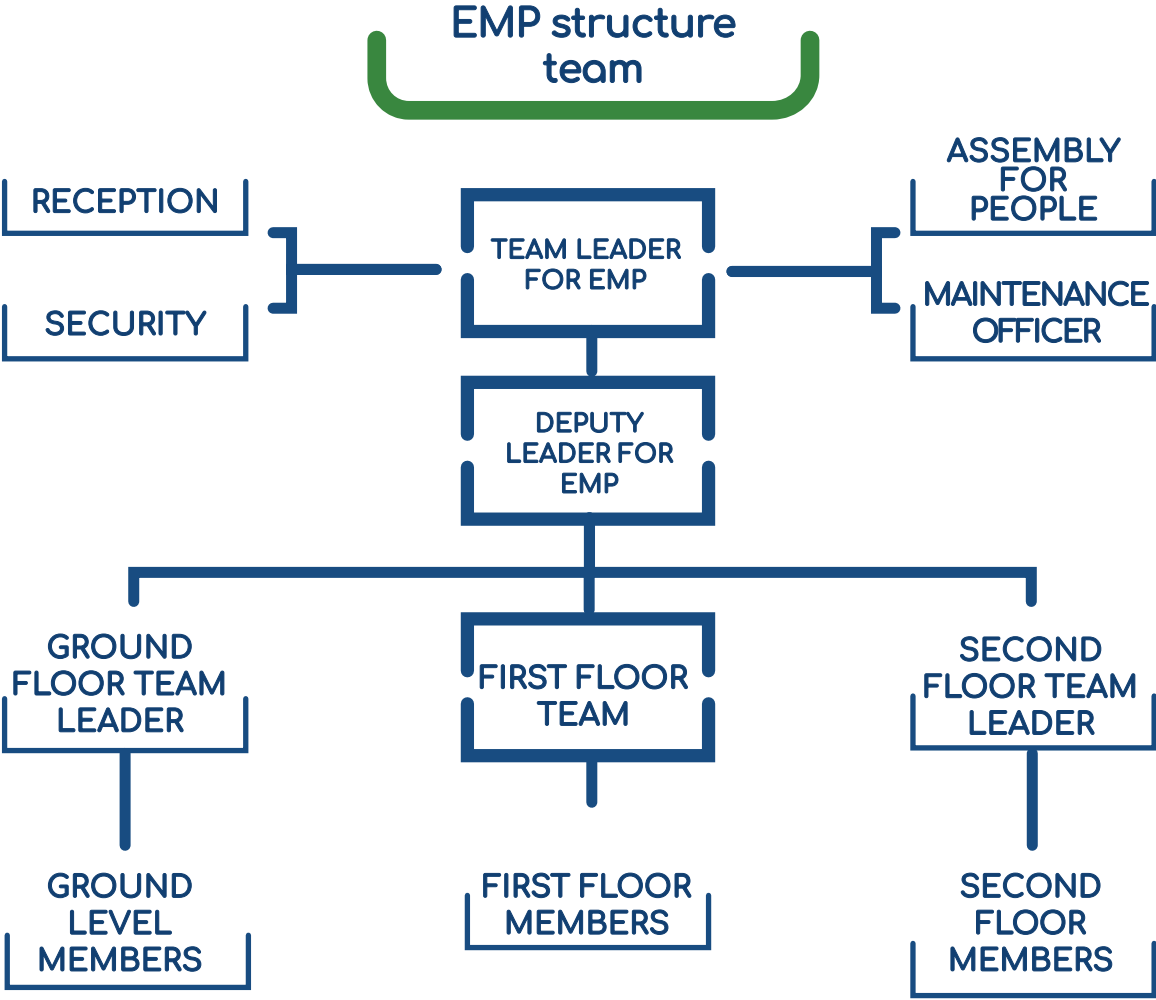 EMP structure
team
RECEPTION
SECURITY
TEAM LEADER
FOR EMP
ASSEMBLY
FOR
PEOPLE
MAINTENANCE
OFFICER
DEPUTY
LEADER FOR
EMP
GROUND
FLOOR TEAM
LEADER
FIRST FLOOR
TEAM
SECOND
FLOOR TEAM
LEADER
GROUND
LEVEL
MEMBERS
FIRST FLOOR
MEMBERS
SECOND
FLOOR
MEMBERS